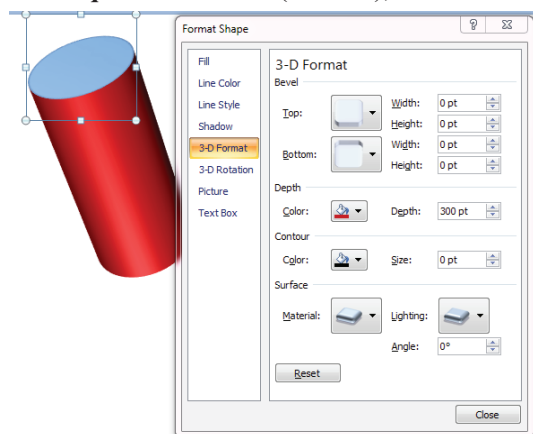 Format Shape
Fill
Line Color
Line Style
Shadow
3-D Format
3-D Rotation
Picture
Text Box
3-D Format
Bevel
Top: Width: 0 pt
Height: 0 pt
Bottom: Width: 0 pt
Height: 0 pt
Depth
Color: Depth: 300 pt
Contour
Color: Size: 0 pt
Surface
Material: Lighting:
Angle: 0°
Reset
Close